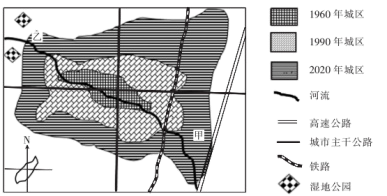 乙
甲
N
1960 年城区
1990 年城区
2020 年城区
河流
高速公路
城市主干公路
铁路
湿地公园